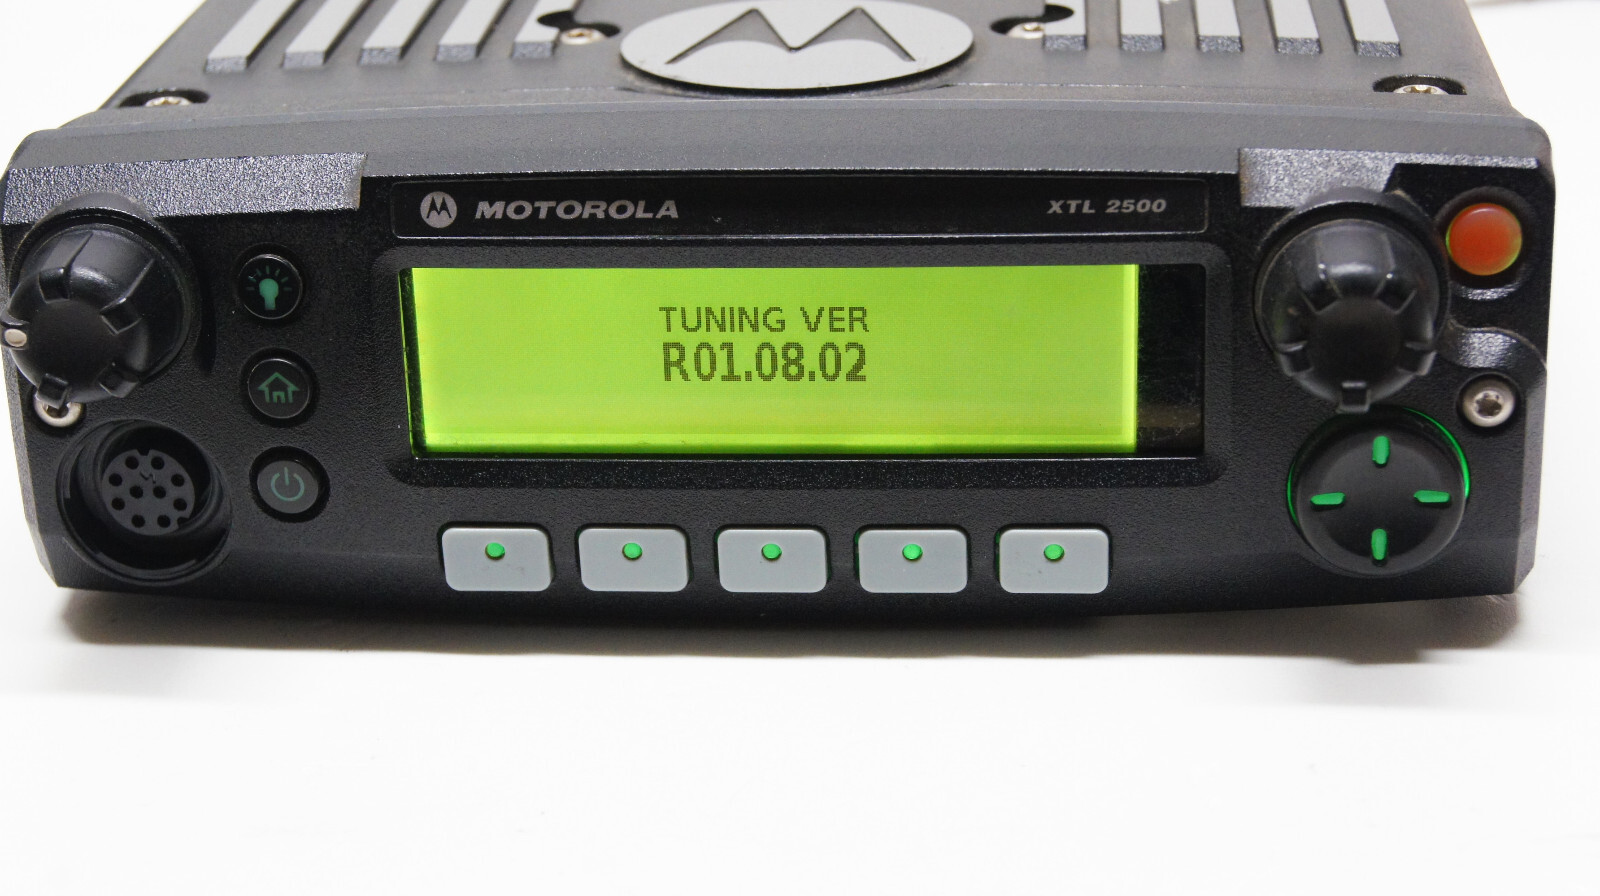 MOTOROLA
XTL 2500
TUNING VER
R01.08.02